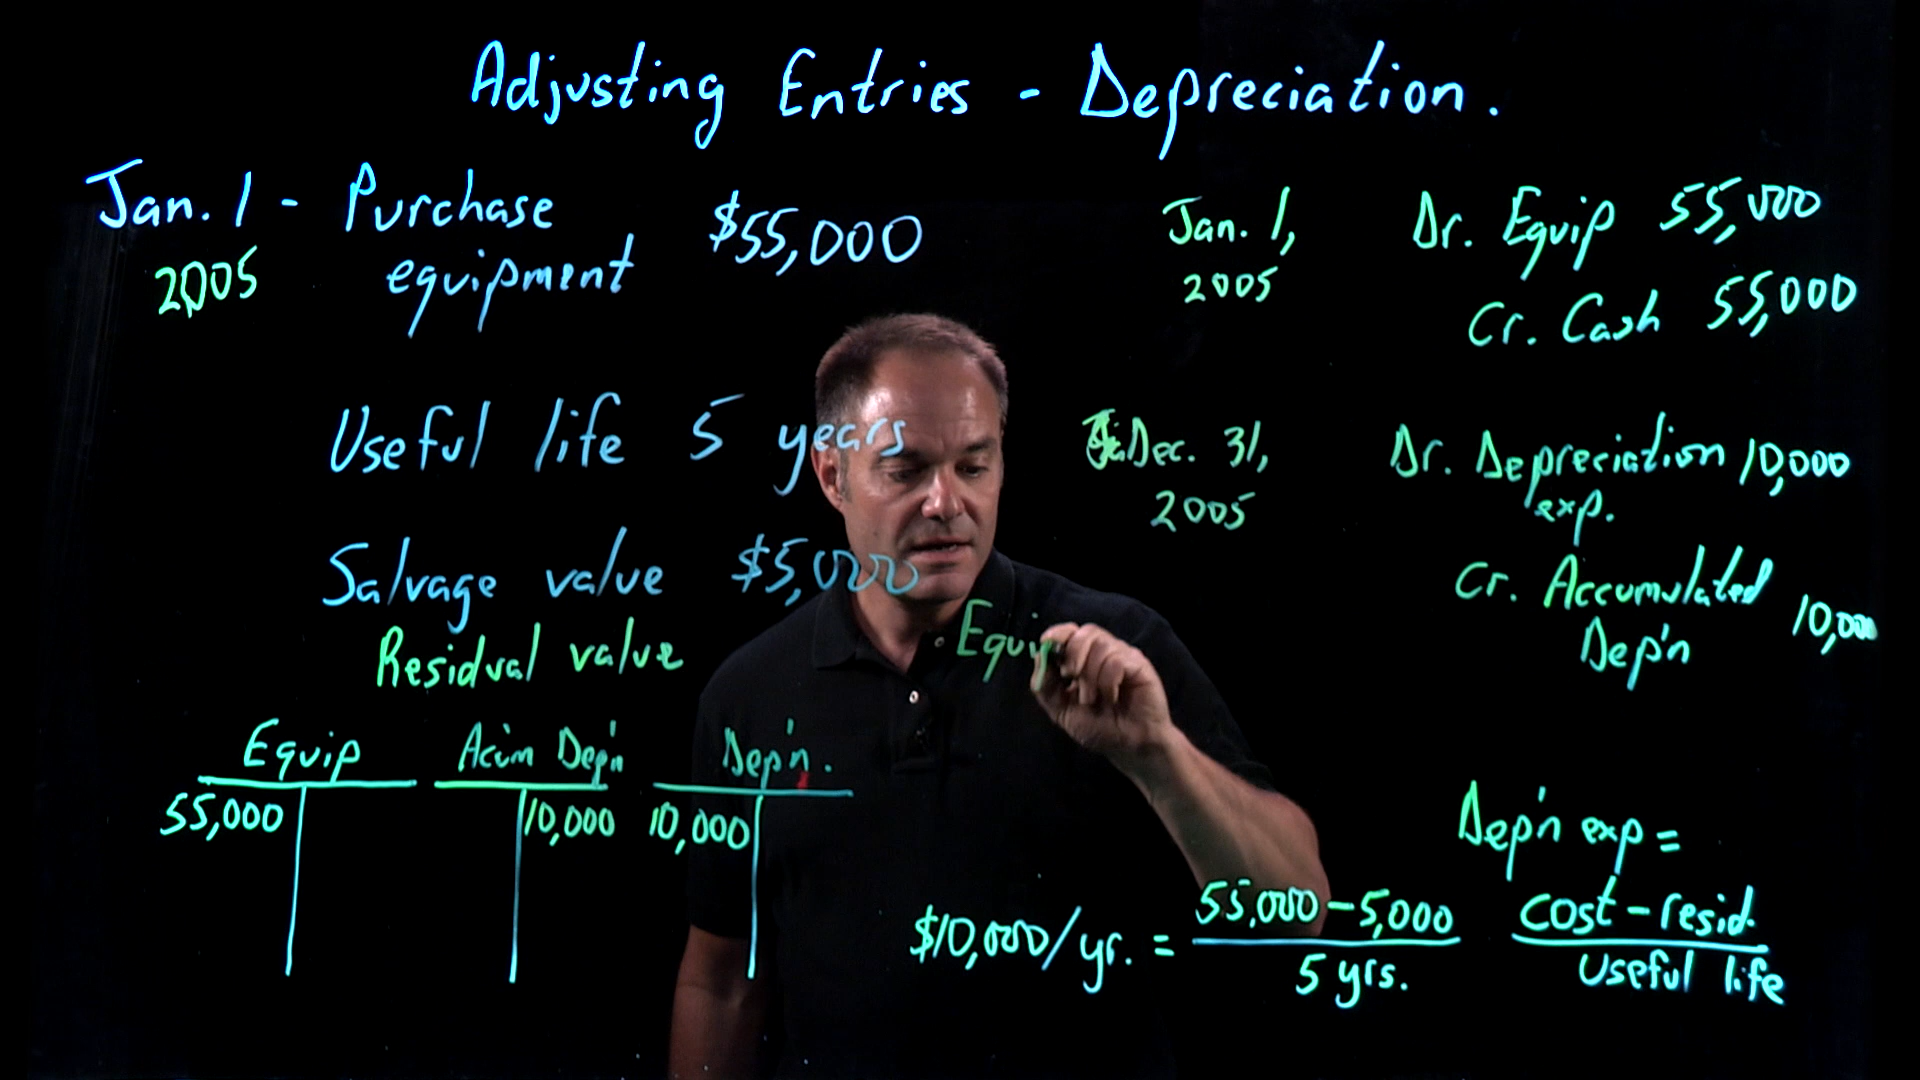 Adjusting Entries - Depreciation.
Jan. 1 - Purchase equipment $55,000
2005
Useful life 5 years
Salvage value $5,000
Residual value
Equip
55,000
Acum Dep'n
10,000
Dep'n.
10,000
Jan. 1, 2005
Dr. Equip 55,000
Cr. Cash 55,000
Dec. 31, 2005
Dr. Depreciation exp. 10,000
Cr. Accumulated Dep'n 10,000
Equip
Dep'n exp =
cost - resid.
useful life
55,000 - 5,000
5 yrs.
$10,000/yr. =